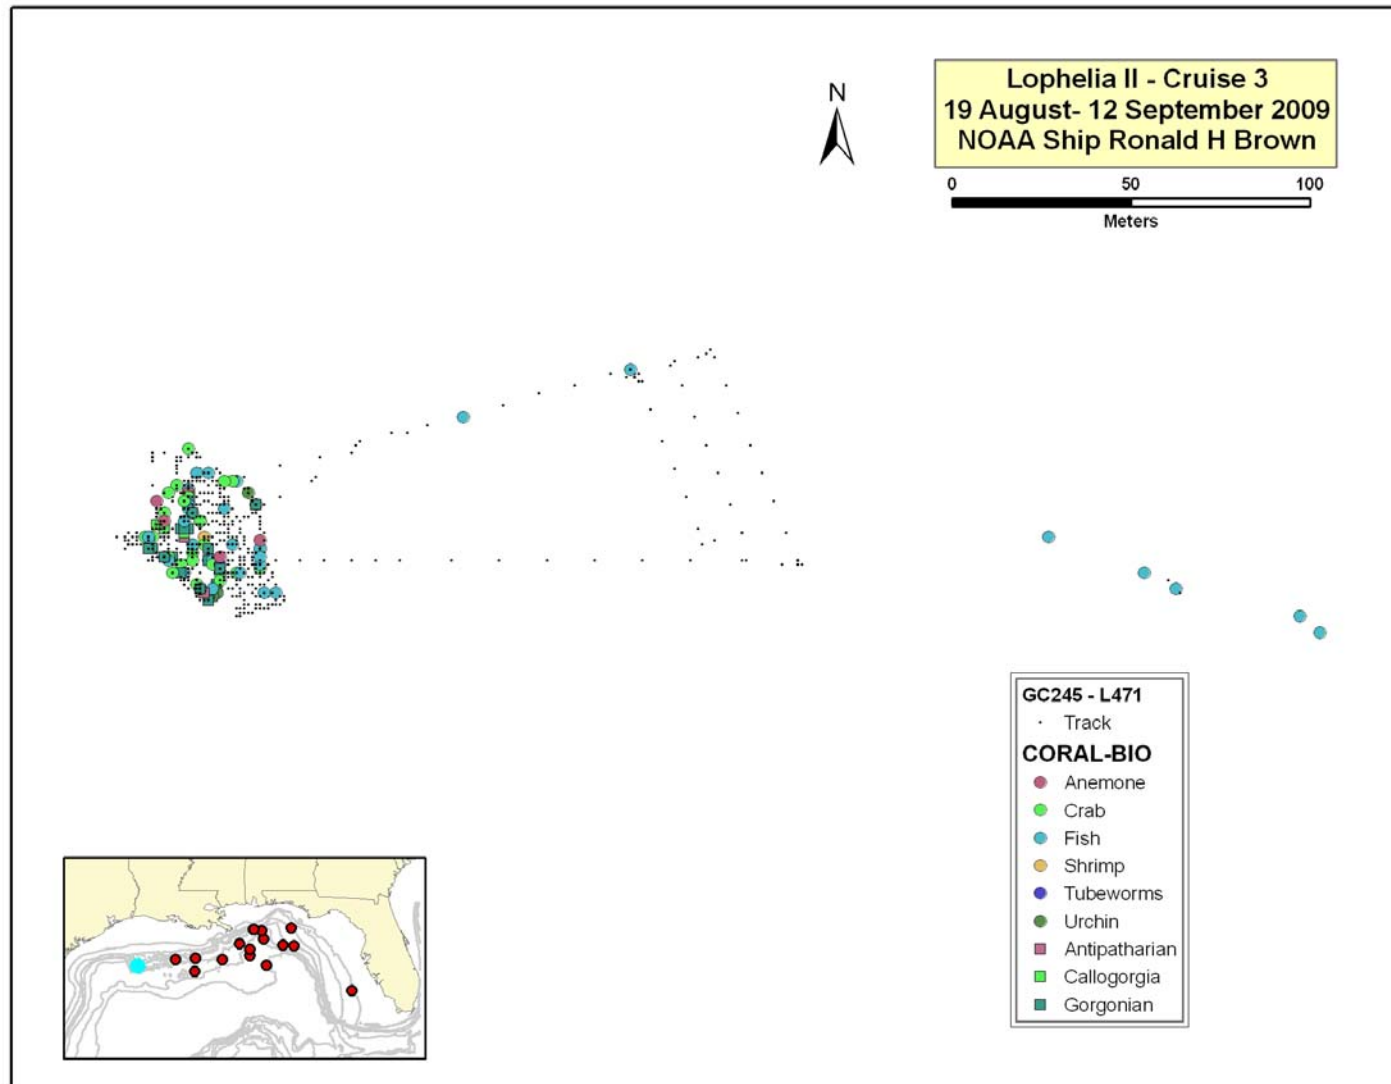 Lophelia II - Cruise 3
19 August- 12 September 2009
NOAA Ship Ronald H Brown
N
0 50 100
Meters
GC245 - L471
Track
CORAL-BIO
Anemone
Crab
Fish
Shrimp
Tubeworms
Urchin
Antipatharian
Callogorgia
Gorgonian